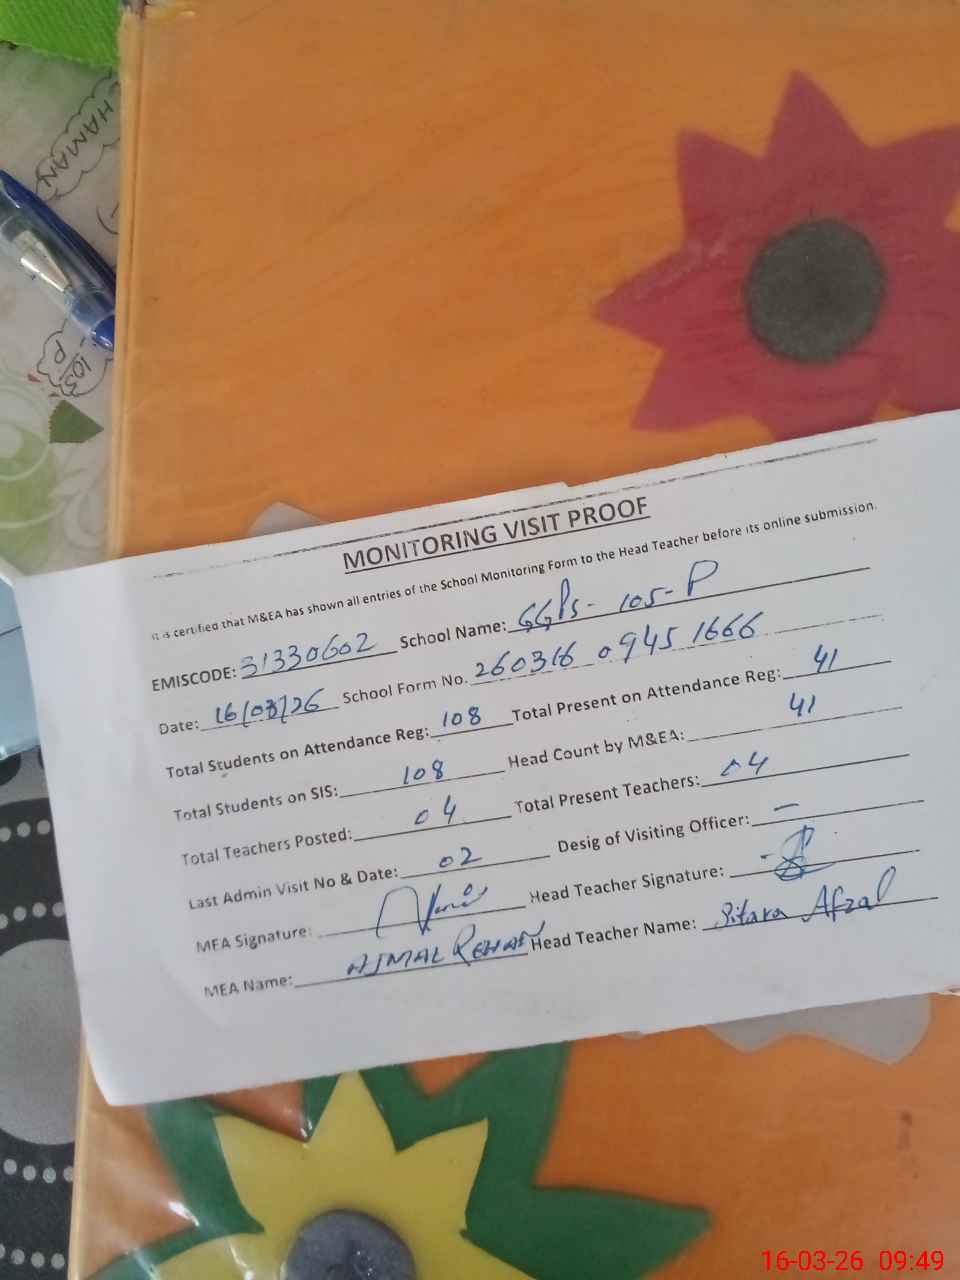 CHAMAN
103
P
MONITORING VISIT PROOF
It is certified that M&EA has shown all entries of the School Monitoring Form to the Head Teacher before its online submission.
EMISCODE: 31330602 School Name: GGPS - 105-P
Date: 16/03/26 School Form No. 260316 0945 1666
Total Students on Attendance Reg: 108 Total Present on Attendance Reg: 41
Total Students on SIS: 108 Head Count by M&EA: 41
Total Teachers Posted: 04 Total Present Teachers: 04
Last Admin Visit No & Date: 02 Desig of Visiting Officer: -
MEA Signature: Head Teacher Signature:
MEA Name: AJMAL REHAN Head Teacher Name: Sitara Afzal
16-03-26 09:49